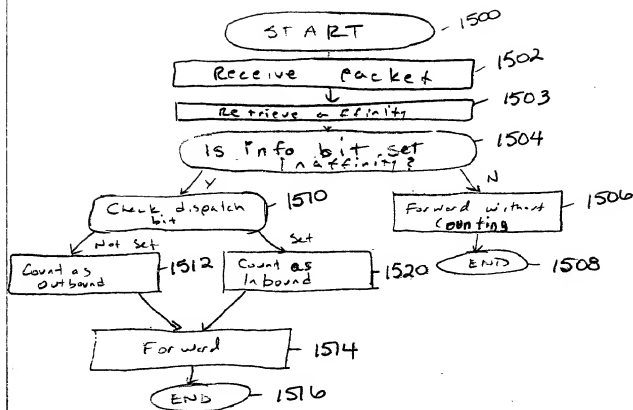 START 1500
Receive Packet 1502
Retrieve affinity 1503
Is info bit set 1504
in affinity?
Y N
Check dispatch 1510
bit
Forward without 1506
Counting
Not Set Set
Count as 1512
Outbound
Count as 1520
Inbound
END 1508
Forward 1514
END 1516